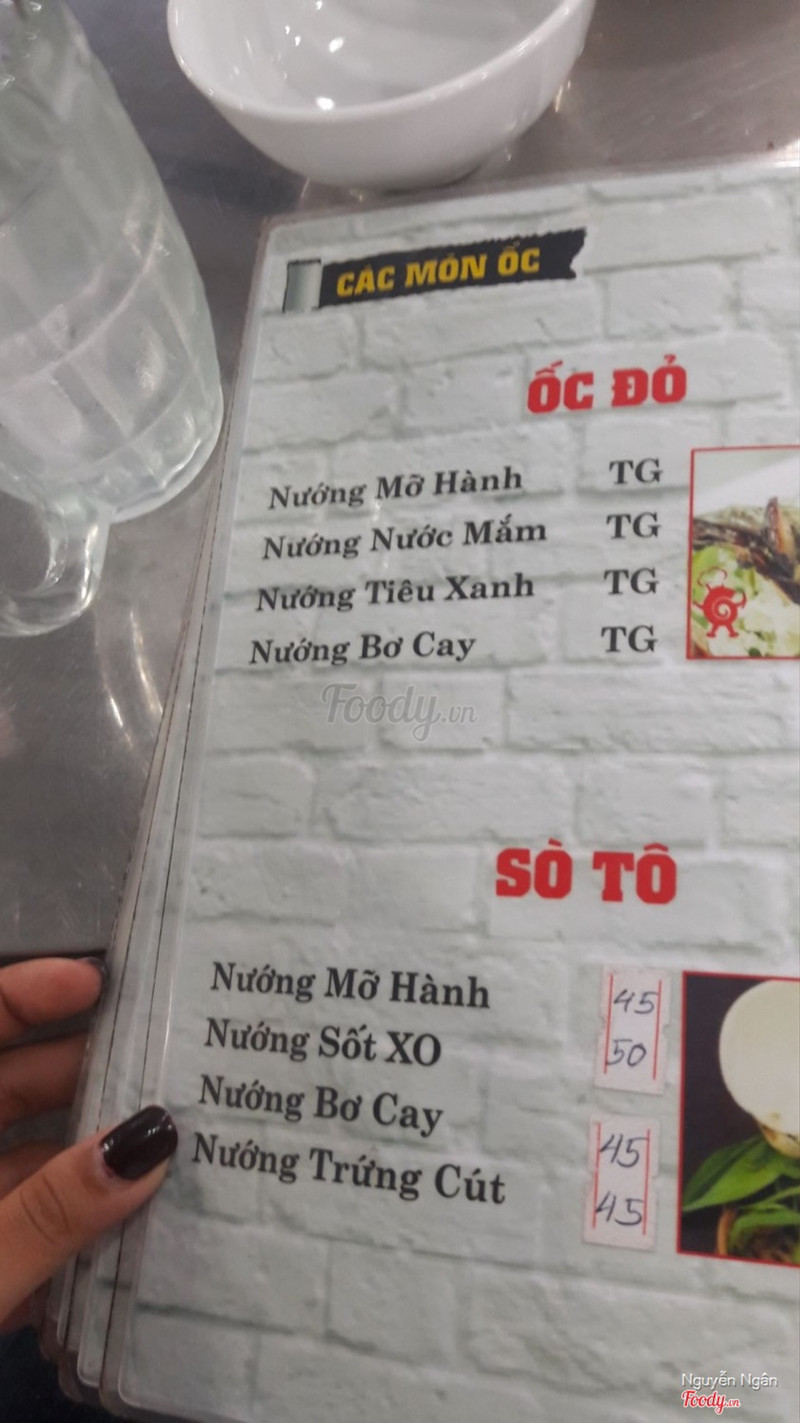 CÁC MÓN ỐC
ỐC ĐỎ
Nướng Mỡ Hành TG
Nướng Nước Mắm TG
Nướng Tiêu Xanh TG
Nướng Bơ Cay TG
Foody.vn
SÒ TÔ
Nướng Mỡ Hành 45
Nướng Sốt XO 50
Nướng Bơ Cay 45
Nướng Trứng Cút 45
Nguyễn Ngân
Foody.vn